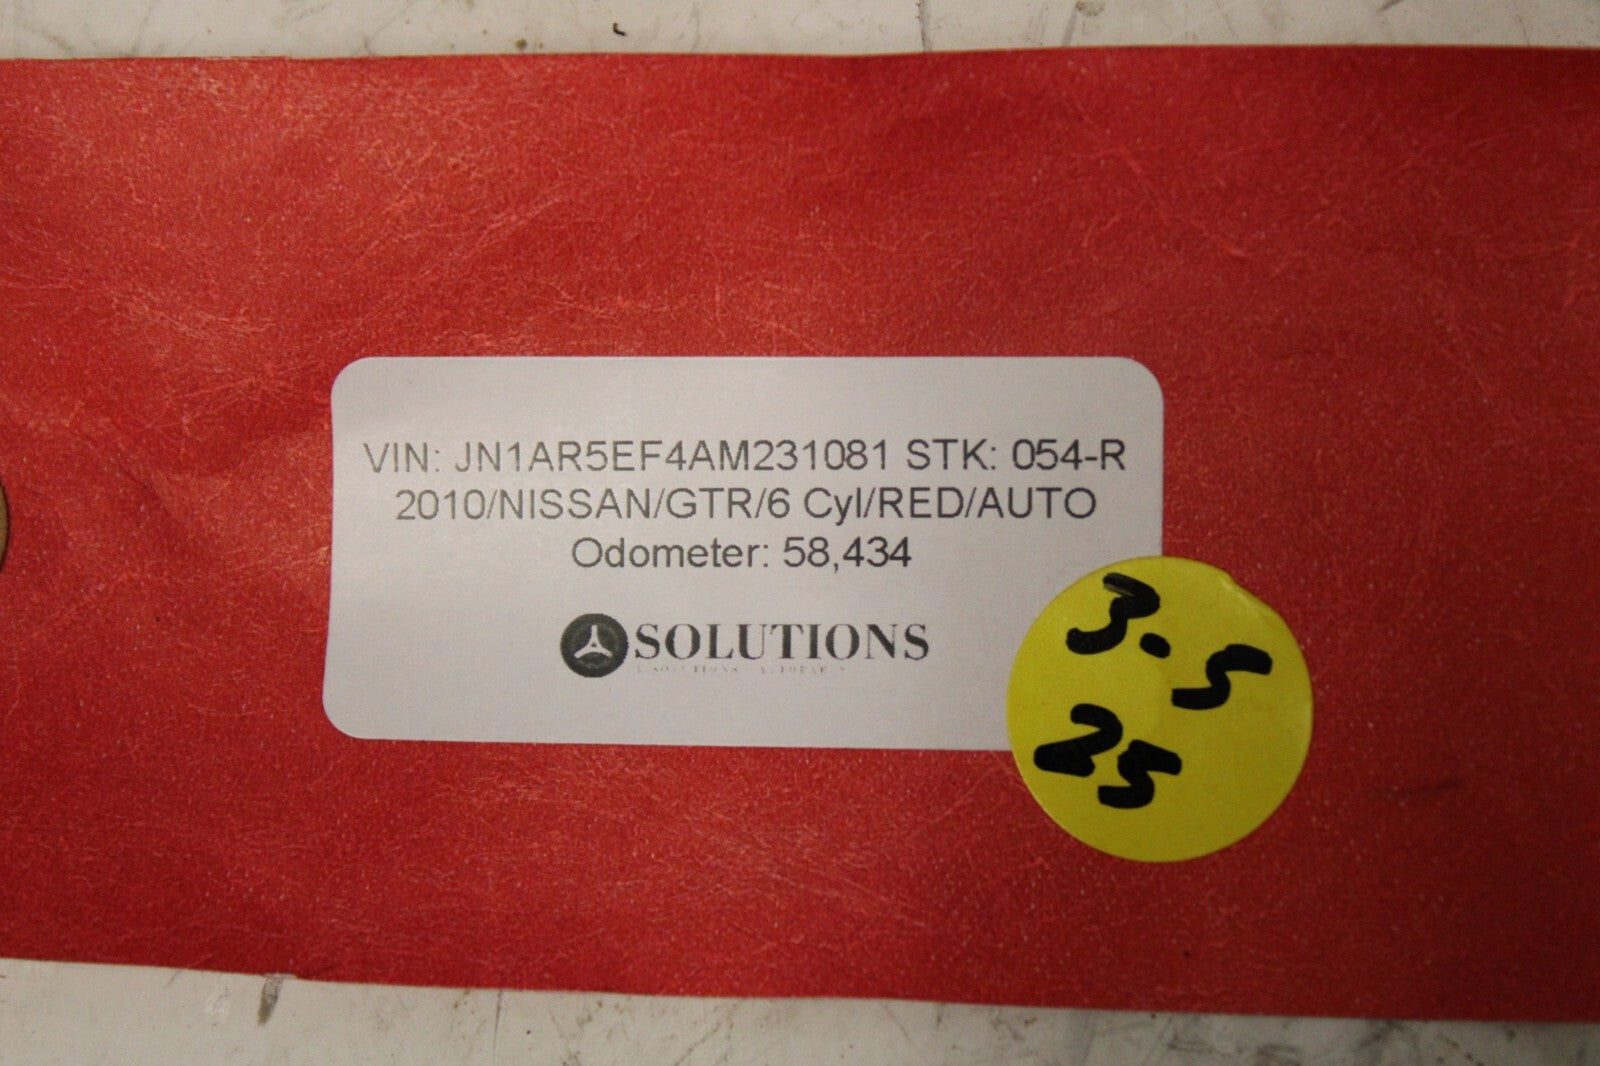 VIN: JN1AR5EF4AM231081 STK: 054-R
2010/NISSAN/GTR/6 Cyl/RED/AUTO
Odometer: 58,434
SOLUTIONS
3-5
25